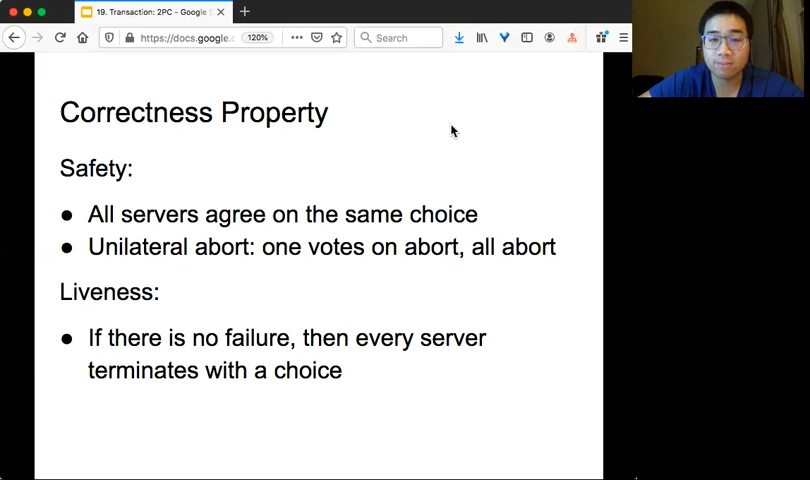 19. Transaction: 2PC - Google S
https://docs.google.c
120%
Search
Correctness Property
Safety:
● All servers agree on the same choice
● Unilateral abort: one votes on abort, all abort
Liveness:
● If there is no failure, then every server
terminates with a choice